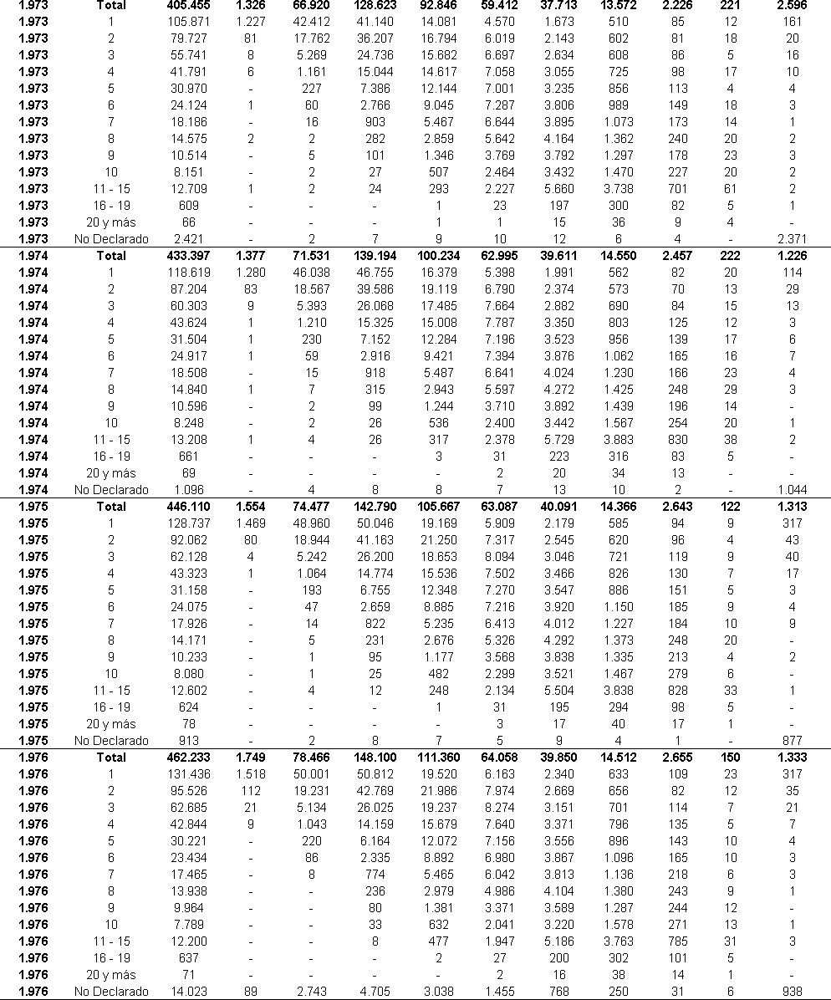 1.973 Total 405.455 1.326 66.920 128.623 92.846 59.412 37.713 13.572 2.226 221 2.596
1.973 1 105.871 1.227 42.412 41.140 14.081 4.570 1.673 510 85 12 161
1.973 2 79.727 81 17.762 36.207 16.794 6.019 2.143 602 81 18 20
1.973 3 55.741 8 5.269 24.736 15.682 6.697 2.634 608 86 5 16
1.973 4 41.791 6 1.161 15.044 14.617 7.058 3.055 725 98 17 10
1.973 5 30.970 - 227 7.386 12.144 7.001 3.235 856 113 4 4
1.973 6 24.124 1 60 2.766 9.045 7.287 3.806 989 149 18 3
1.973 7 18.186 - 16 903 5.467 6.644 3.895 1.073 173 14 1
1.973 8 14.575 2 2 282 2.859 5.642 4.164 1.362 240 20 2
1.973 9 10.514 - 5 101 1.346 3.769 3.792 1.297 178 23 3
1.973 10 8.151 - 2 27 507 2.464 3.432 1.470 227 20 2
1.973 11 - 15 12.709 1 2 24 293 2.227 5.660 3.738 701 61 2
1.973 16 - 19 609 - - - 1 23 197 300 82 5 1
1.973 20 y más 66 - - - 1 1 15 36 9 4 -
1.973 No Declarado 2.421 - 2 7 9 10 12 6 4 - 2.371
1.974 Total 433.397 1.377 71.531 139.194 100.234 62.995 39.611 14.550 2.457 222 1.226
1.974 1 118.619 1.280 46.038 46.755 16.379 5.398 1.991 562 82 20 114
1.974 2 87.204 83 18.567 39.586 19.119 6.790 2.374 573 70 13 29
1.974 3 60.303 9 5.393 26.068 17.485 7.664 2.882 690 84 15 13
1.974 4 43.624 1 1.210 15.325 15.008 7.787 3.350 803 125 12 3
1.974 5 31.504 1 230 7.152 12.284 7.196 3.523 956 139 17 6
1.974 6 24.917 1 59 2.916 9.421 7.394 3.876 1.062 165 16 7
1.974 7 18.508 - 15 918 5.487 6.641 4.024 1.230 166 23 4
1.974 8 14.840 1 7 315 2.943 5.597 4.272 1.425 248 29 3
1.974 9 10.596 - 2 99 1.244 3.710 3.892 1.439 196 14 -
1.974 10 8.248 - 2 26 536 2.400 3.442 1.567 254 20 1
1.974 11 - 15 13.208 1 4 26 317 2.378 5.729 3.883 830 38 2
1.974 16 - 19 661 - - - 3 31 223 316 83 5 -
1.974 20 y más 69 - - - - 2 20 34 13 - -
1.974 No Declarado 1.096 - 4 8 8 7 13 10 2 - 1.044
1.975 Total 446.110 1.554 74.477 142.790 105.667 63.087 40.091 14.366 2.643 122 1.313
1.975 1 128.737 1.469 48.960 50.046 19.169 5.909 2.179 585 94 9 317
1.975 2 92.062 80 18.944 41.163 21.250 7.317 2.545 620 96 4 43
1.975 3 62.128 4 5.242 26.200 18.653 8.094 3.046 721 119 9 40
1.975 4 43.323 1 1.064 14.774 15.536 7.502 3.466 826 130 7 17
1.975 5 31.158 - 193 6.755 12.348 7.270 3.547 886 151 5 3
1.975 6 24.075 - 47 2.659 8.885 7.216 3.920 1.150 185 9 4
1.975 7 17.926 - 14 822 5.235 6.413 4.012 1.227 184 10 9
1.975 8 14.171 - 5 231 2.676 5.326 4.292 1.373 248 20 -
1.975 9 10.233 - 1 95 1.177 3.568 3.838 1.335 213 4 2
1.975 10 8.080 - 1 25 482 2.299 3.521 1.467 279 6 -
1.975 11 - 15 12.602 - 4 12 248 2.134 5.504 3.838 828 33 1
1.975 16 - 19 624 - - - 1 31 195 294 98 5 -
1.975 20 y más 78 - - - - 3 17 40 17 1 -
1.975 No Declarado 913 - 2 8 7 5 9 4 1 - 877
1.976 Total 462.233 1.749 78.466 148.100 111.360 64.058 39.850 14.512 2.655 150 1.333
1.976 1 131.436 1.518 50.001 50.812 19.520 6.163 2.340 633 109 23 317
1.976 2 95.526 112 19.231 42.769 21.986 7.974 2.669 656 82 12 35
1.976 3 62.685 21 5.134 26.025 19.237 8.274 3.151 701 114 7 21
1.976 4 42.844 9 1.043 14.159 15.679 7.640 3.371 796 135 5 7
1.976 5 30.221 - 220 6.164 12.072 7.156 3.556 896 143 10 4
1.976 6 23.434 - 86 2.335 8.892 6.980 3.867 1.096 165 10 3
1.976 7 17.465 - 8 774 5.465 6.042 3.813 1.136 218 6 3
1.976 8 13.938 - - 236 2.979 4.986 4.104 1.380 243 9 1
1.976 9 9.964 - - 80 1.381 3.371 3.589 1.287 244 12 -
1.976 10 7.789 - - 33 632 2.041 3.220 1.578 271 13 1
1.976 11 - 15 12.200 - - 8 477 1.947 5.186 3.763 785 31 3
1.976 16 - 19 637 - - - 2 27 200 302 101 5 -
1.976 20 y más 71 - - - - 2 16 38 14 1 -
1.976 No Declarado 14.023 89 2.743 4.705 3.038 1.455 768 250 31 6 938